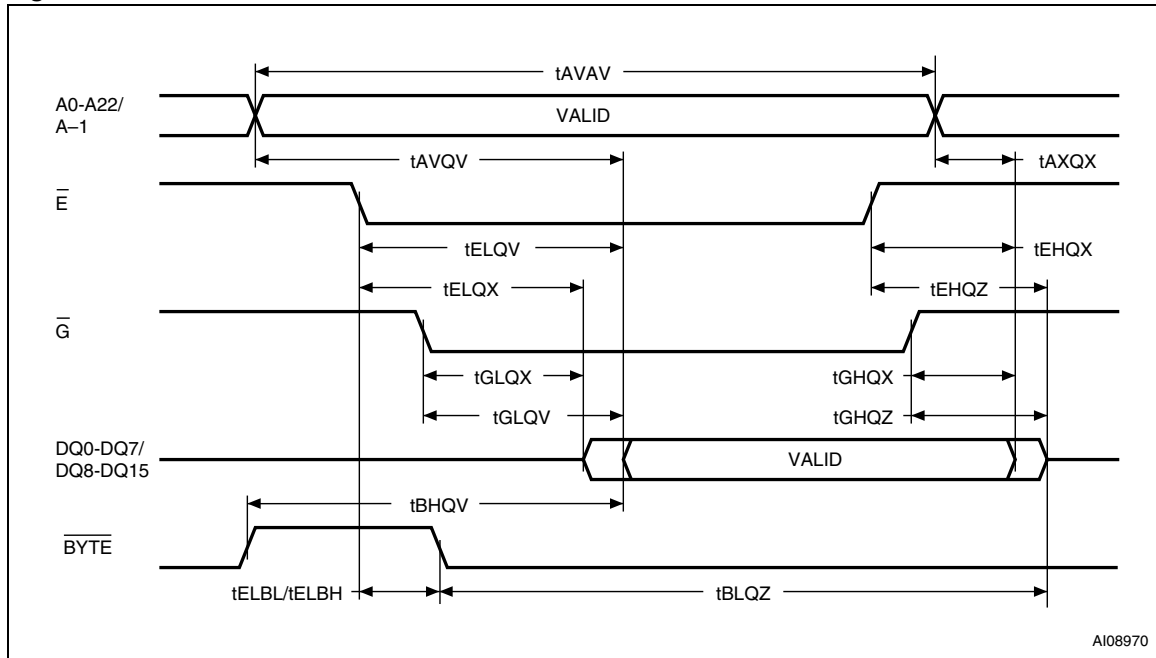 tAVAV
A0-A22/
A–1
VALID
tAVQV
tAXQX
E
tELQV
tEHQX
tELQX
tEHQZ
G
tGLQX
tGHQX
tGLQV
tGHQZ
DQ0-DQ7/
DQ8-DQ15
VALID
tBHQV
BYTE
tELBL/tELBH
tBLQZ
AI08970